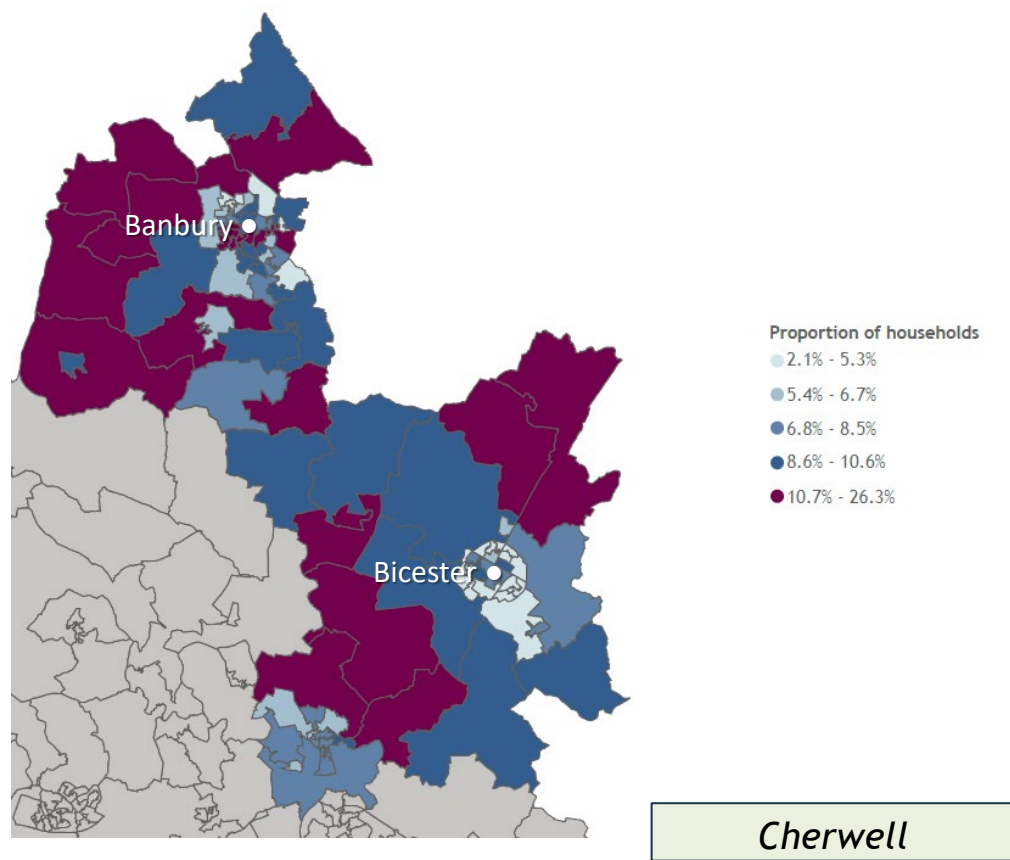 Banbury
Proportion of households
2.1% - 5.3%
5.4% - 6.7%
6.8% - 8.5%
8.6% - 10.6%
10.7% - 26.3%
Bicester
Cherwell